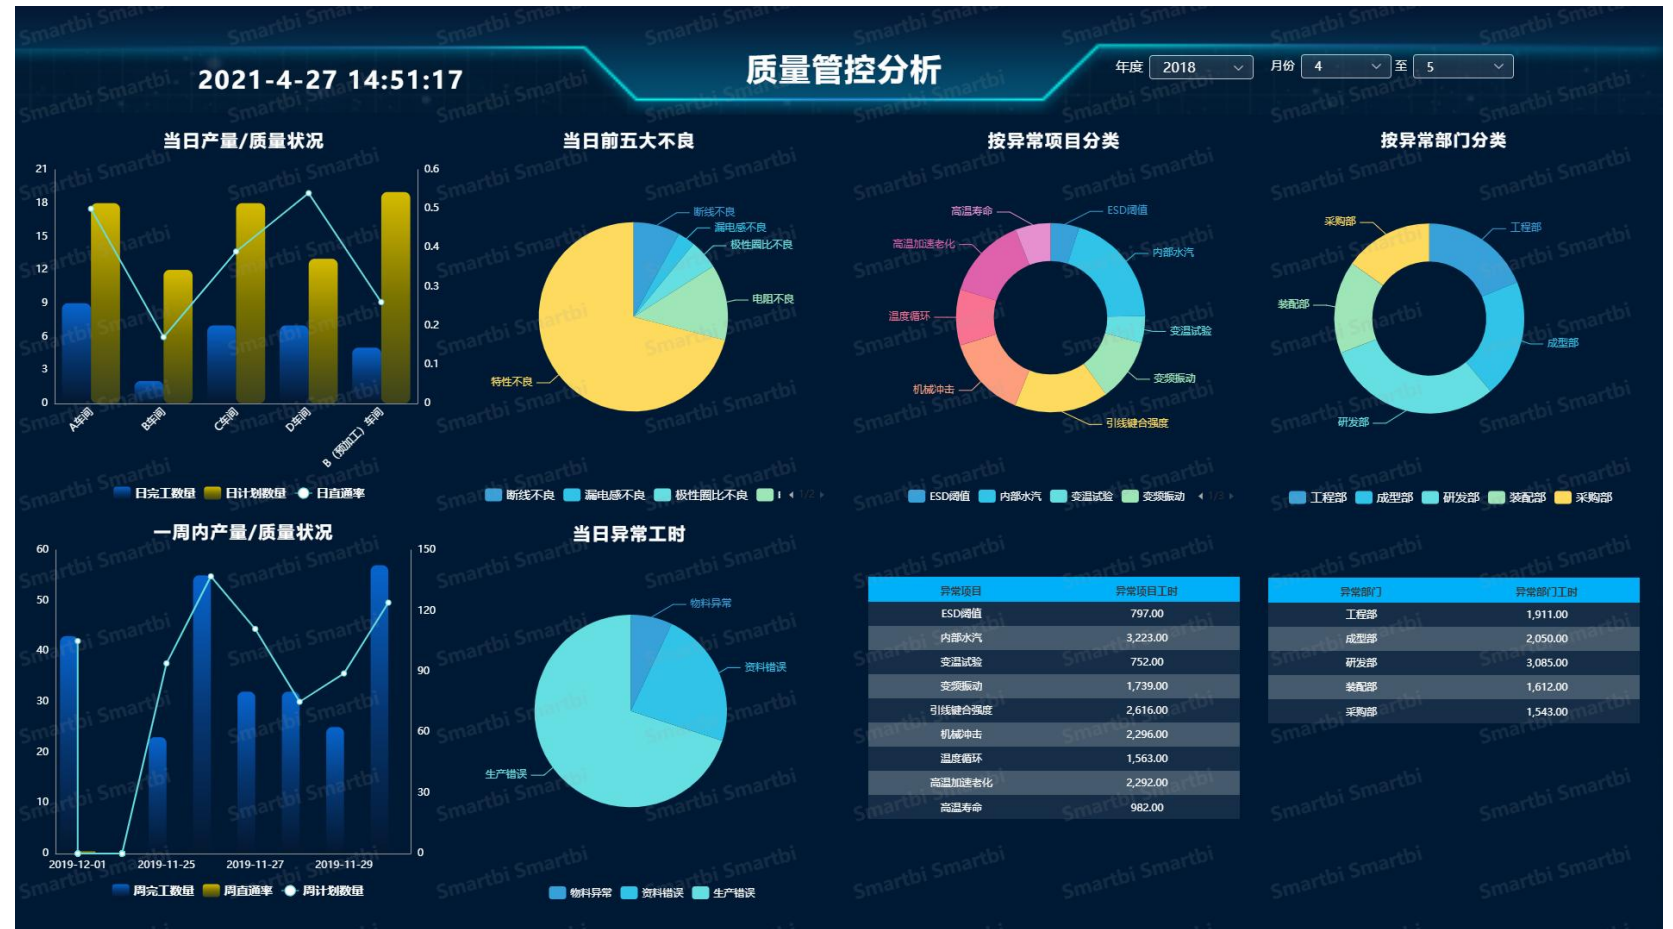 2021-4-27 14:51:17
质量管控分析
年度 2018 月份 4 至 5
当日产量/质量状况
21
18
15
12
9
6
3
0
0.6
0.5
0.4
0.3
0.2
0.1
0
A车间
B车间
C车间
D车间
B（预加工）车间
日完工数量 日计划数量 日直通率
当日前五大不良
断线不良
漏电感不良
极性圈比不良
电阻不良
特性不良
断线不良 漏电感不良 极性圈比不良 1/2
按异常项目分类
高温寿命
ESD阈值
高温加速老化
内部水汽
温度循环
变温试验
机械冲击
变频振动
引线键合强度
ESD阈值 内部水汽 变温试验 变频振动 1/3
按异常部门分类
采购部
工程部
装配部
成型部
研发部
工程部 成型部 研发部 装配部 采购部
一周内产量/质量状况
60
50
40
30
20
10
0
150
120
90
60
30
0
2019-12-01 2019-11-25 2019-11-27 2019-11-29
周完工数量 周直通率 周计划数量
当日异常工时
物料异常
资料错误
生产错误
物料异常 资料错误 生产错误
异常项目 异常项目工时
ESD阈值 797.00
内部水汽 3,223.00
变温试验 752.00
变频振动 1,739.00
引线键合强度 2,616.00
机械冲击 2,296.00
温度循环 1,563.00
高温加速老化 2,292.00
高温寿命 982.00
异常部门 异常部门工时
工程部 1,911.00
成型部 2,050.00
研发部 3,085.00
装配部 1,612.00
采购部 1,543.00
Smartbi Smartbi